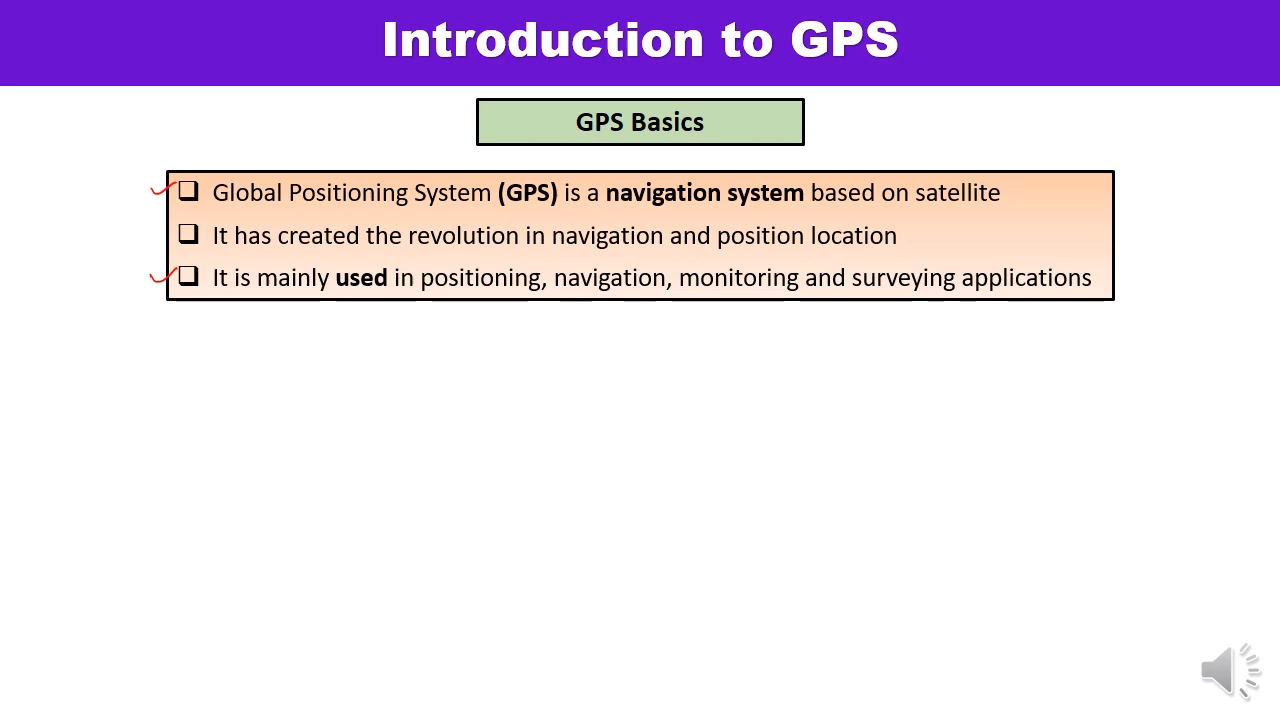 Introduction to GPS
GPS Basics
Global Positioning System (GPS) is a navigation system based on satellite
It has created the revolution in navigation and position location
It is mainly used in positioning, navigation, monitoring and surveying applications